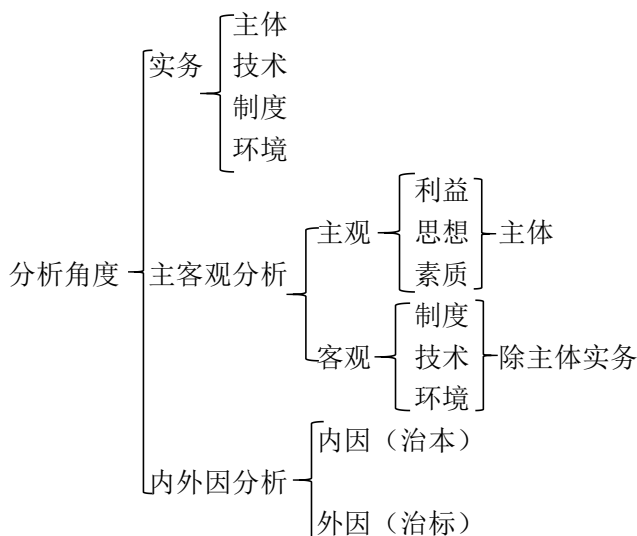 分析角度
实务
主体
技术
制度
环境
主客观分析
主观
利益
思想
素质
主体
客观
制度
技术
环境
除主体实务
内外因分析
内因（治本）
外因（治标）